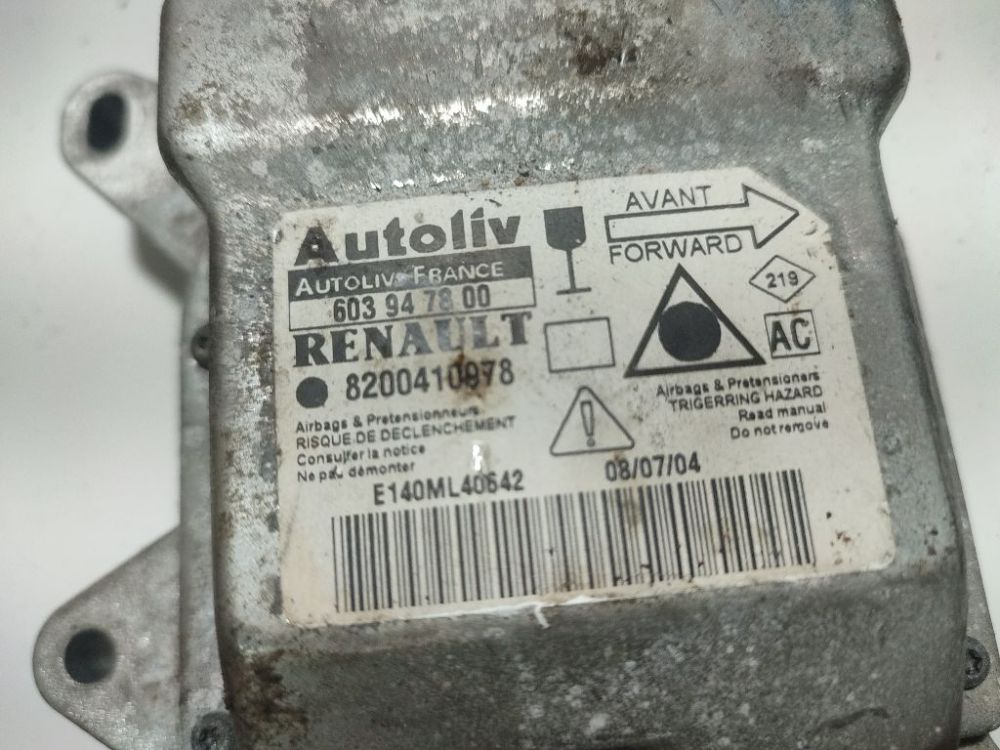 Autoliv
AUTOLIV FRANCE
603 94 78 00
RENAULT
8200410978
Airbags & Pretensionneurs
RISQUE DE DECLENCHEMENT
Consulter la notice
Ne pas démonter
AVANT
FORWARD
219
AC
Airbags & Pretensioners
TRIGERRING HAZARD
Read manual
Do not remove
E140ML40642
08/07/04